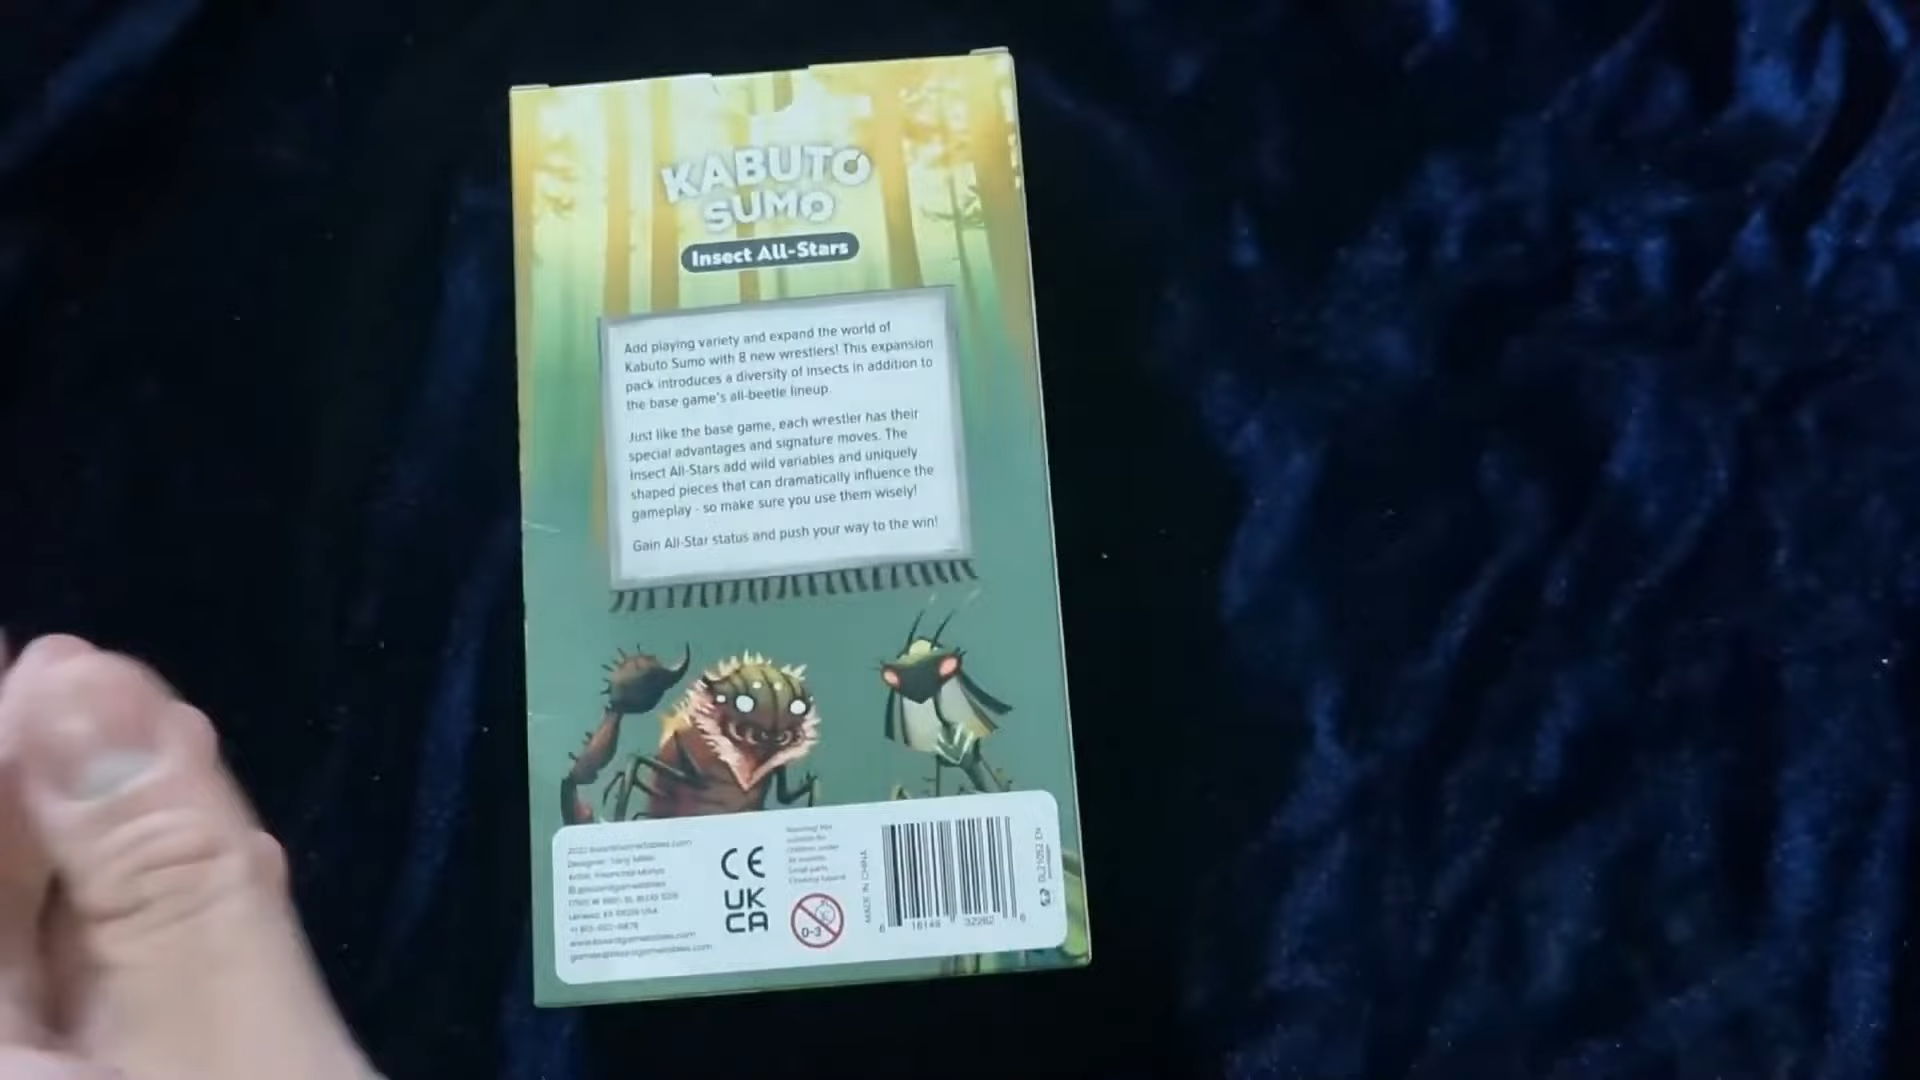 KABUTO
SUMO
Insect All-Stars
Add playing variety and expand the world of
Kabuto Sumo with 8 new wrestlers! This expansion
pack introduces a diversity of insects in addition to
the base game's all-beetle lineup.
Just like the base game, each wrestler has their
special advantages and signature moves. The
Insect All-Stars add wild variables and uniquely
shaped pieces that can dramatically influence the
gameplay - so make sure you use them wisely!
Gain All-Star status and push your way to the win!
CE
UK
CA
0-3
MADE IN CHINA